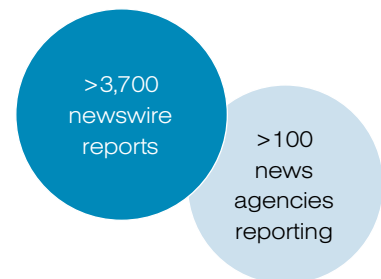 >3,700
newswire
reports
>100
news
agencies
reporting